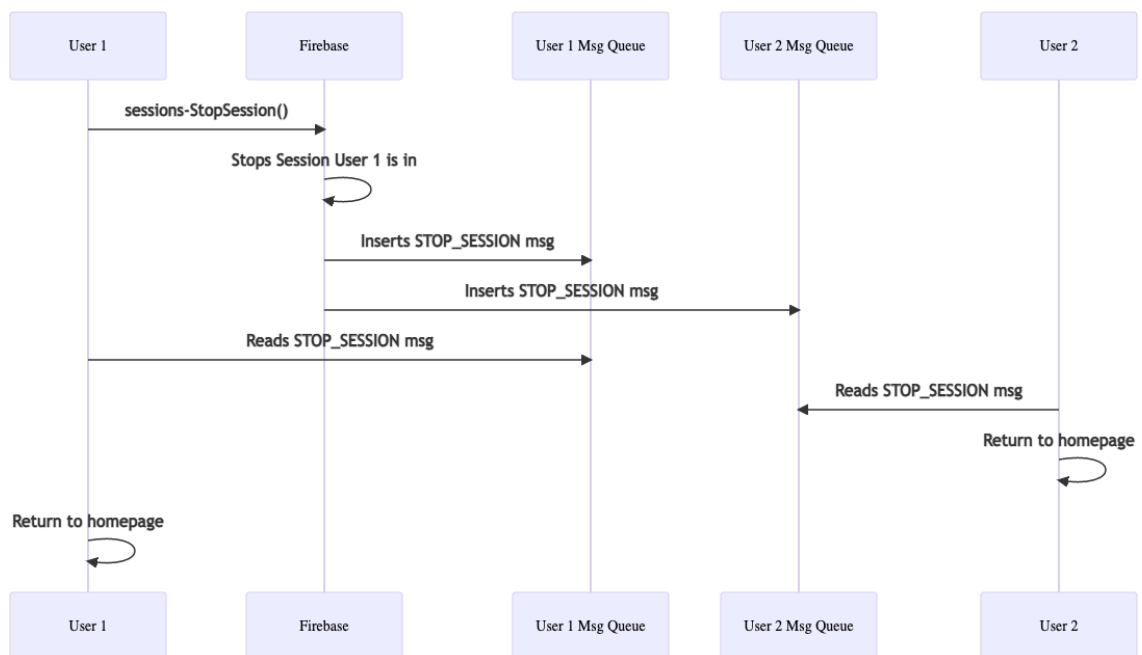 User 1
Firebase
User 1 Msg Queue
User 2 Msg Queue
User 2
sessions-StopSession()
Stops Session User 1 is in
Inserts STOP_SESSION msg
Inserts STOP_SESSION msg
Reads STOP_SESSION msg
Reads STOP_SESSION msg
Return to homepage
Return to homepage
User 1
Firebase
User 1 Msg Queue
User 2 Msg Queue
User 2